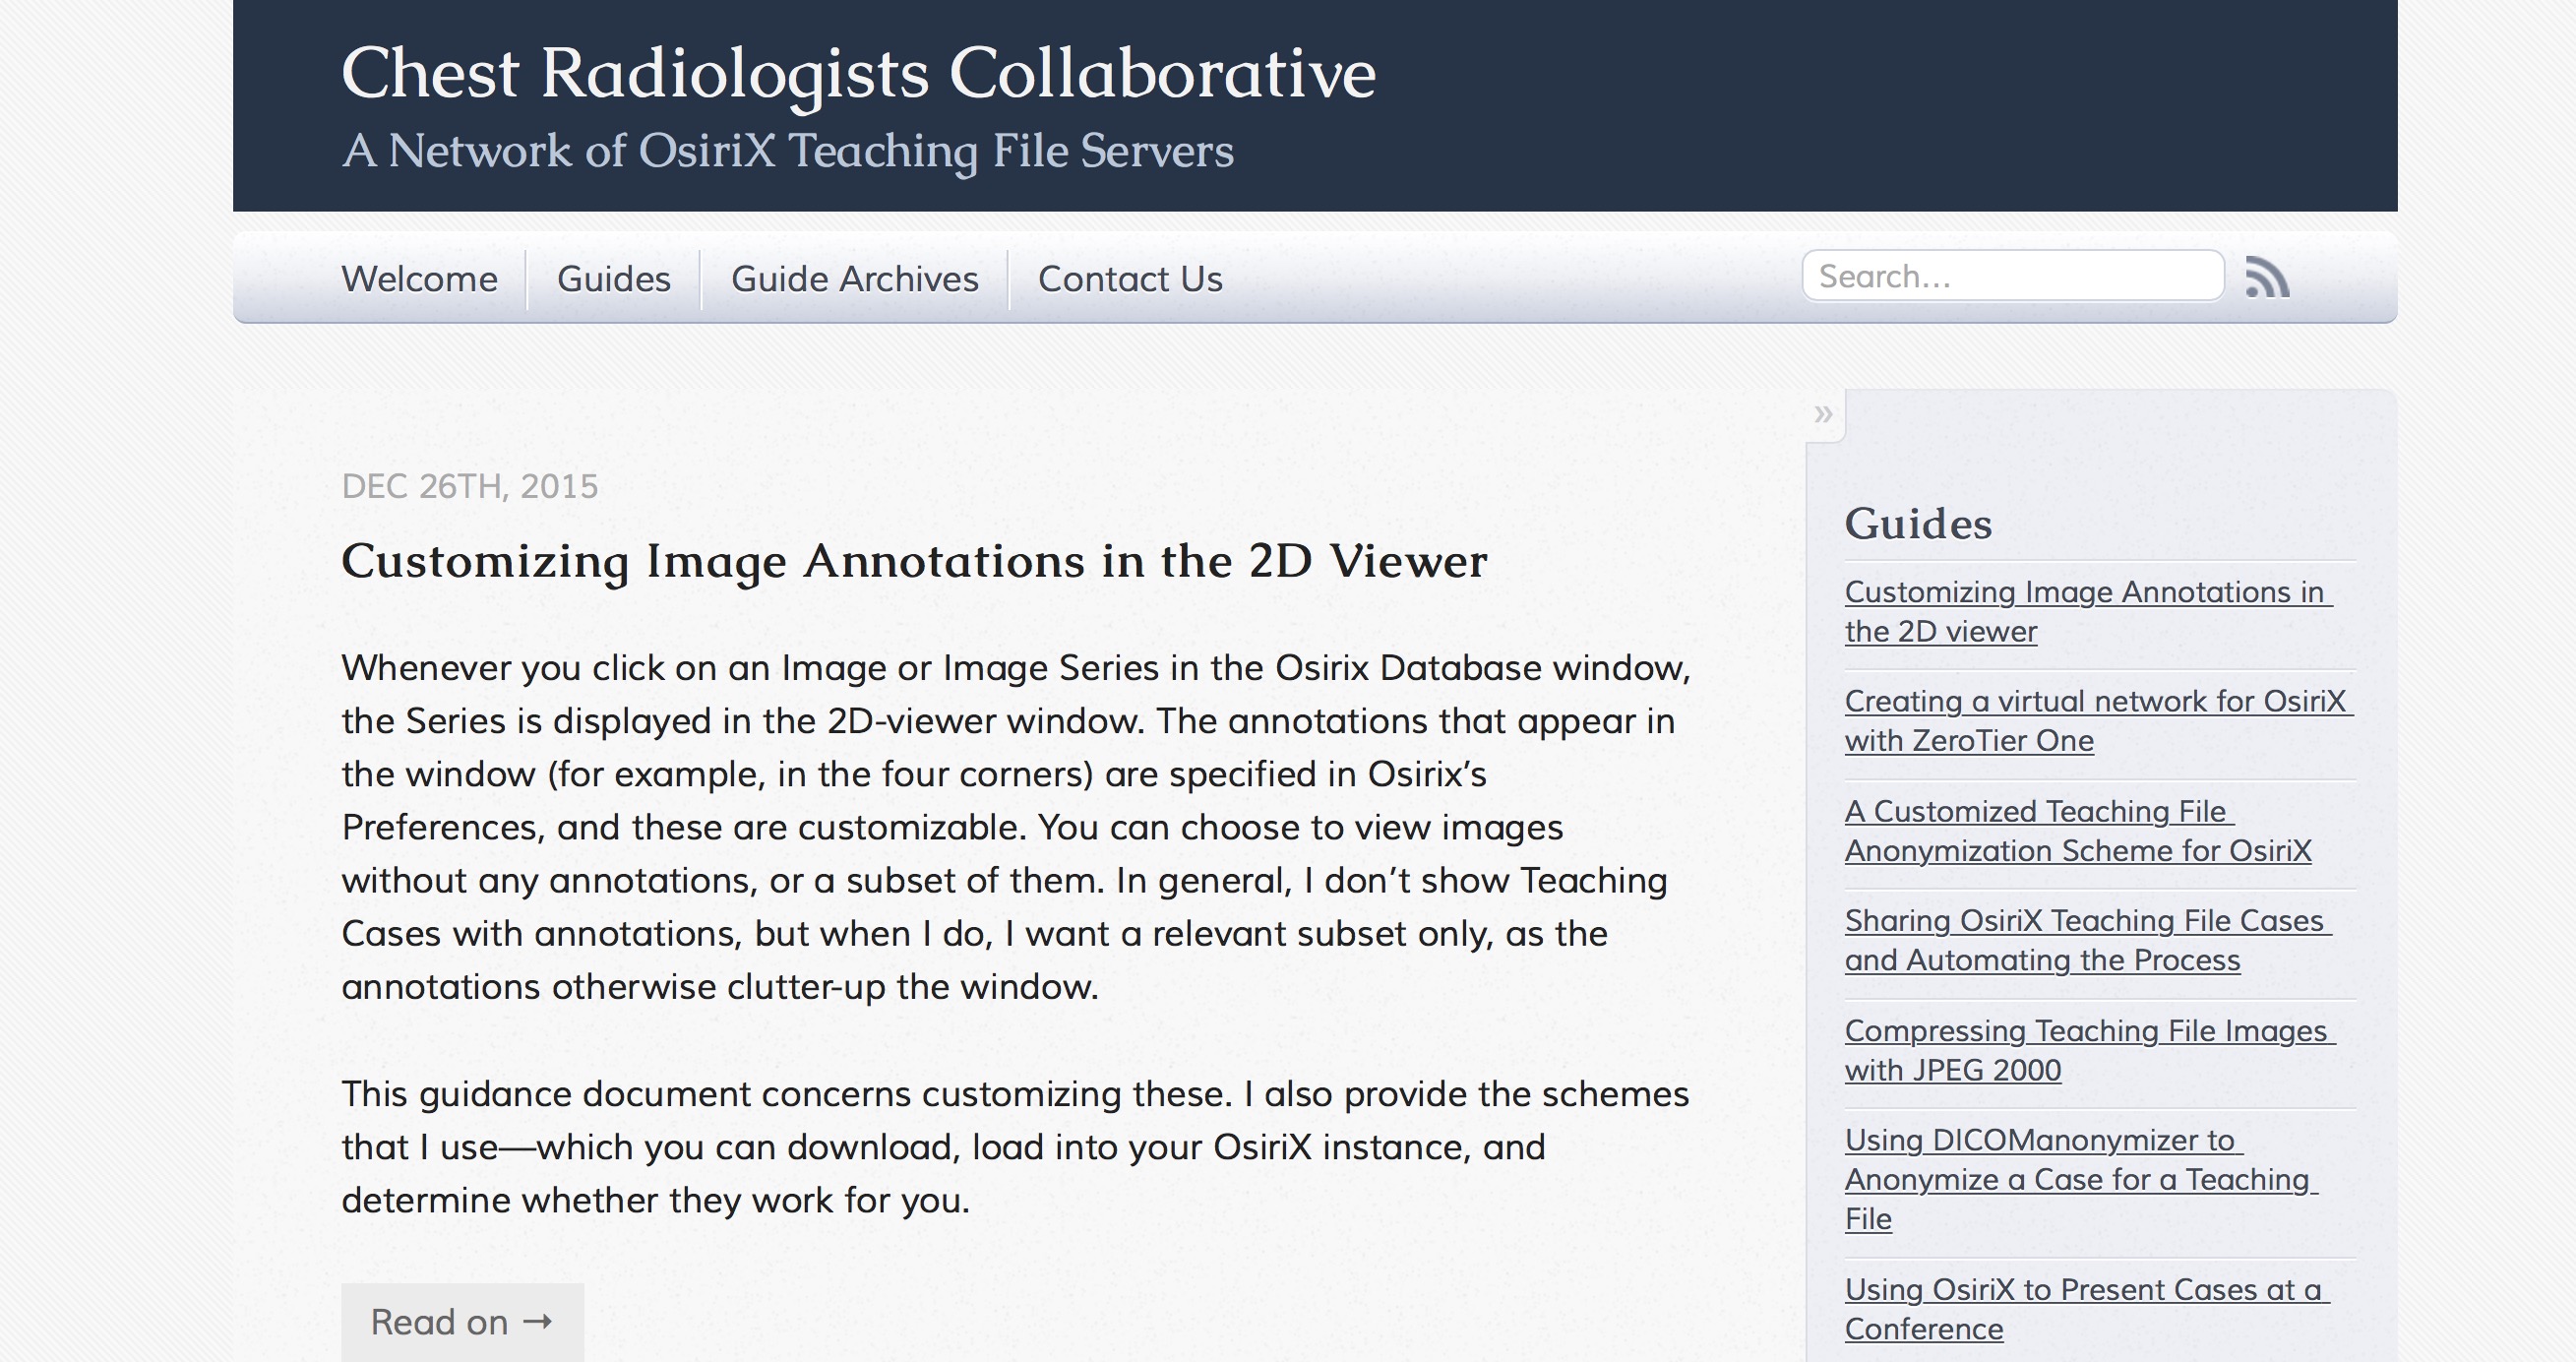 Chest Radiologists Collaborative
A Network of OsiriX Teaching File Servers
Welcome
Guides
Guide Archives
Contact Us
Search…
»
DEC 26TH, 2015
Customizing Image Annotations in the 2D Viewer
Whenever you click on an Image or Image Series in the Osirix Database window,
the Series is displayed in the 2D-viewer window. The annotations that appear in
the window (for example, in the four corners) are specified in Osirix’s
Preferences, and these are customizable. You can choose to view images
without any annotations, or a subset of them. In general, I don’t show Teaching
Cases with annotations, but when I do, I want a relevant subset only, as the
annotations otherwise clutter-up the window.
This guidance document concerns customizing these. I also provide the schemes
that I use—which you can download, load into your OsiriX instance, and
determine whether they work for you.
Read on →
Guides
Customizing Image Annotations in
the 2D viewer
Creating a virtual network for OsiriX
with ZeroTier One
A Customized Teaching File
Anonymization Scheme for OsiriX
Sharing OsiriX Teaching File Cases
and Automating the Process
Compressing Teaching File Images
with JPEG 2000
Using DICOManonymizer to
Anonymize a Case for a Teaching
File
Using OsiriX to Present Cases at a
Conference